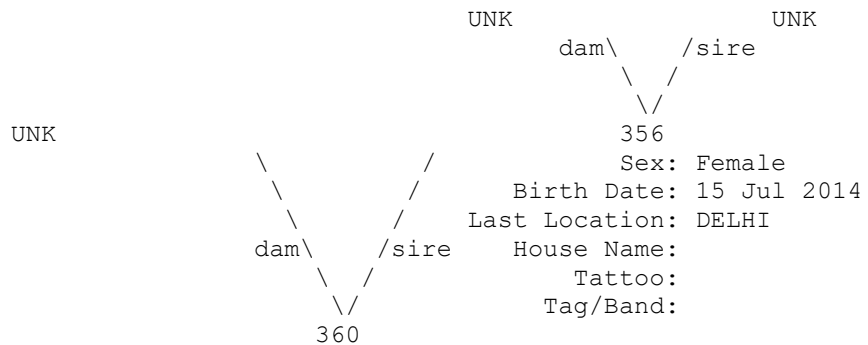 UNK UNK
dam\ /sire
\ /
\/
UNK 356
\ / Sex: Female
\ / Birth Date: 15 Jul 2014
\ / Last Location: DELHI
dam\ /sire House Name:
\ / Tattoo:
\/ Tag/Band:
360